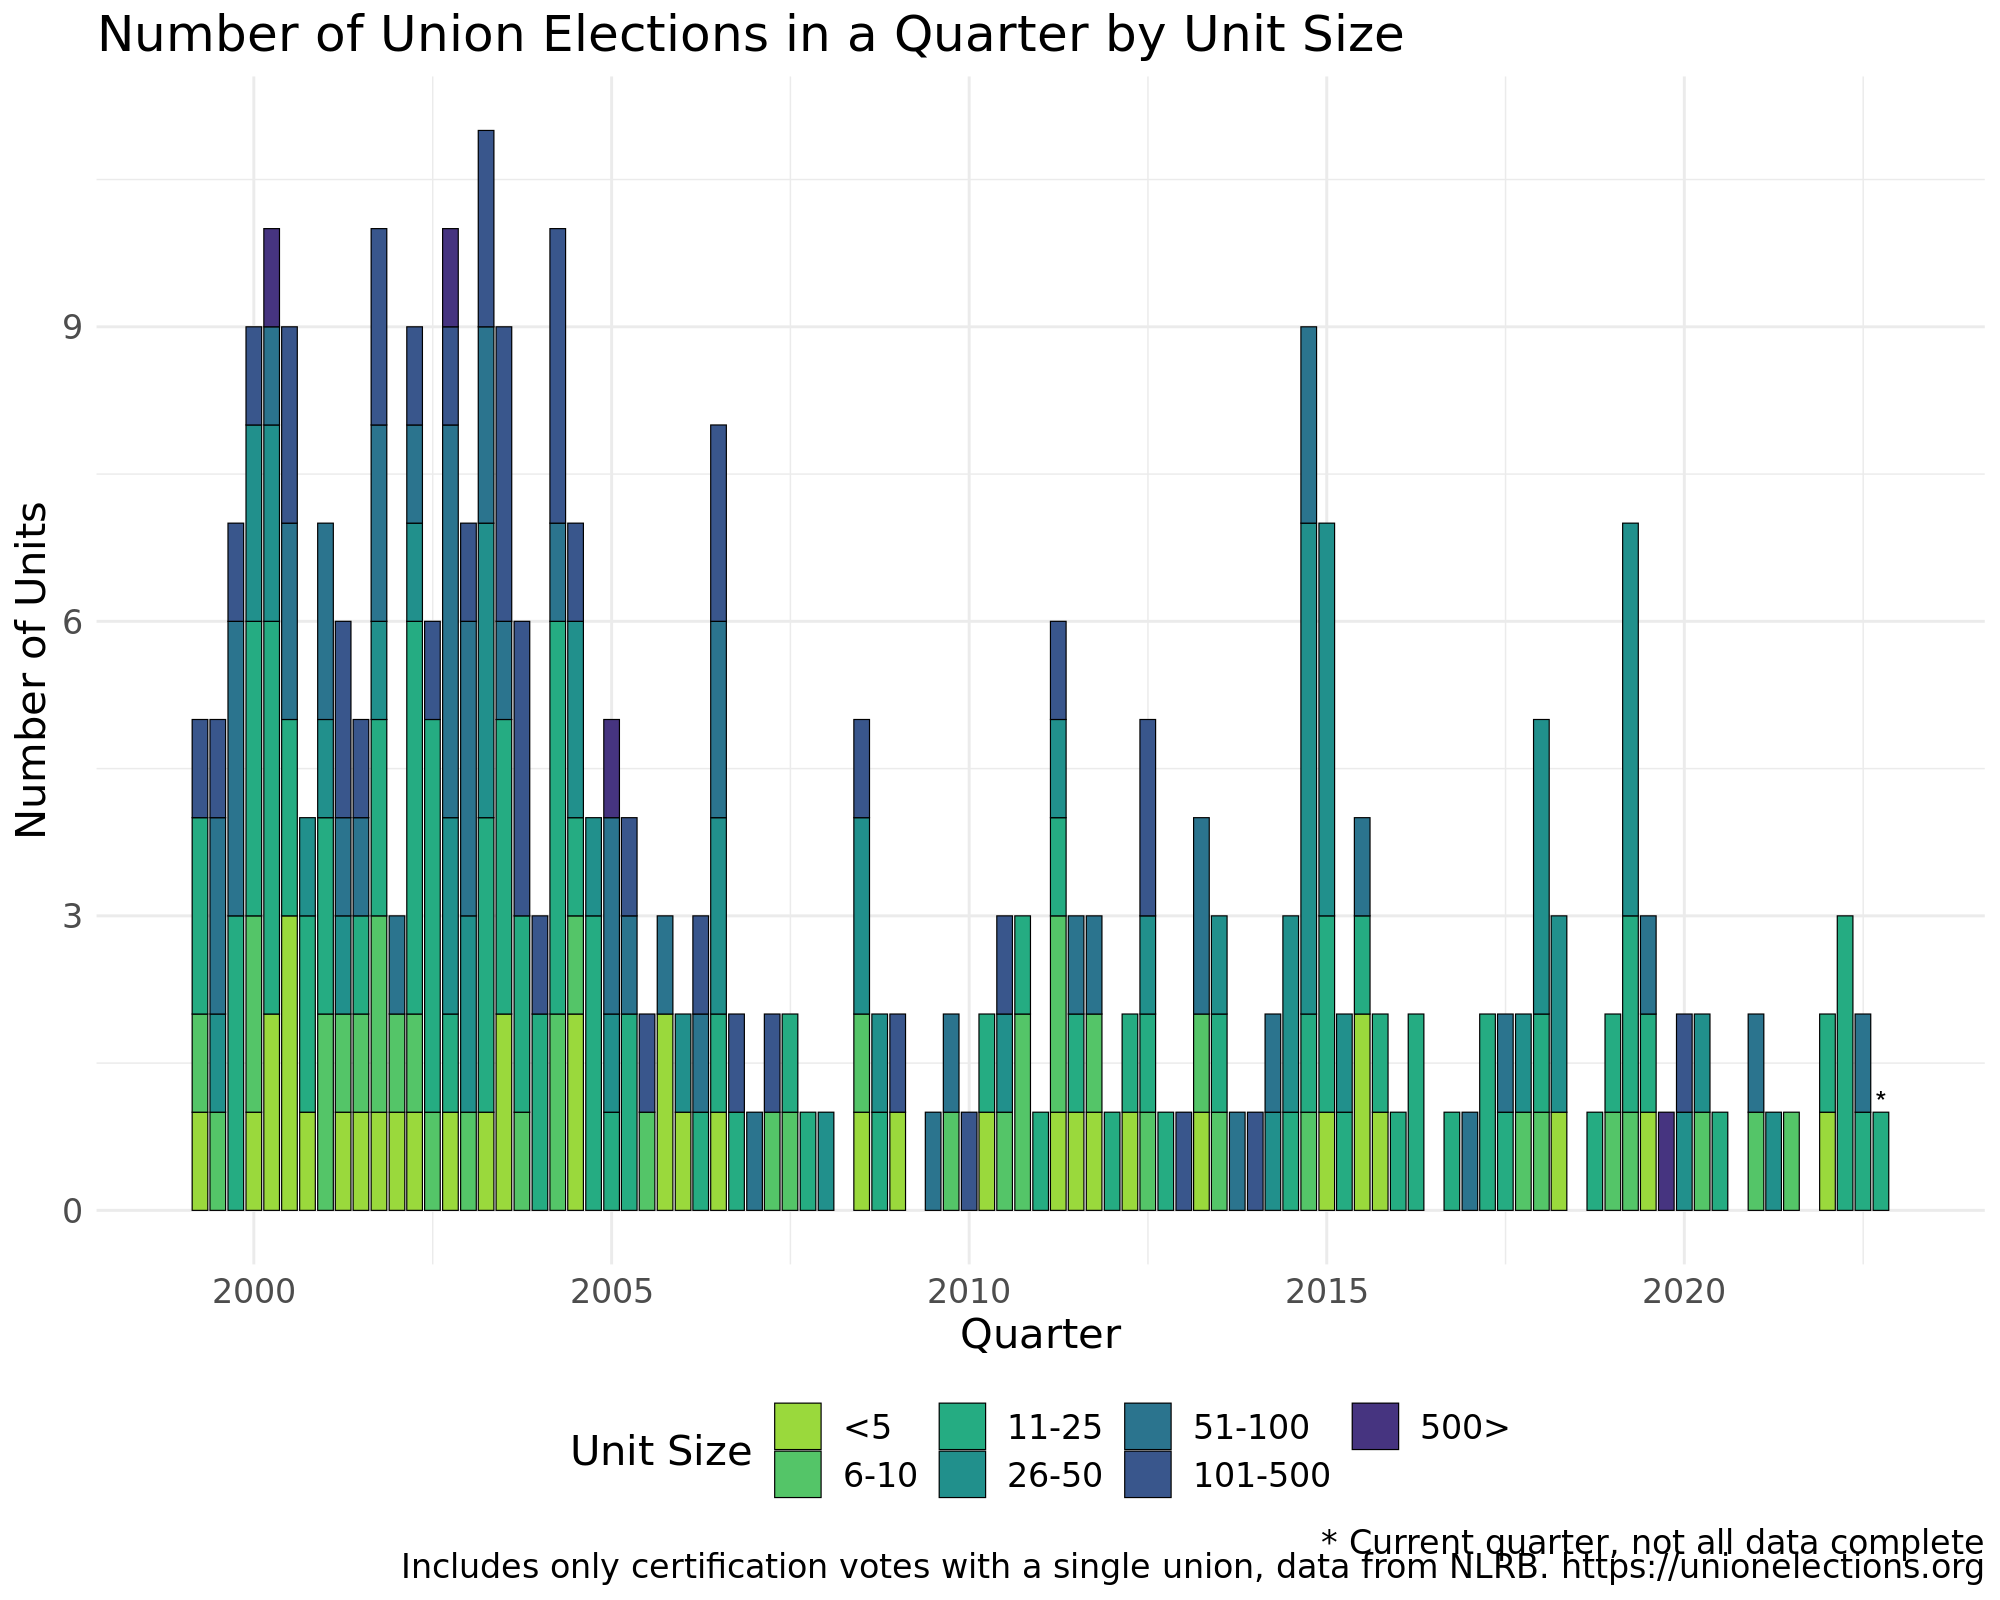 Number of Union Elections in a Quarter by Unit Size
Number of Units
9
6
3
0
2000 2005 2010 2015 2020
Quarter
Unit Size
<5 11-25 51-100 500>
6-10 26-50 101-500
*
* Current quarter, not all data complete
Includes only certification votes with a single union, data from NLRB. https://unionelections.org